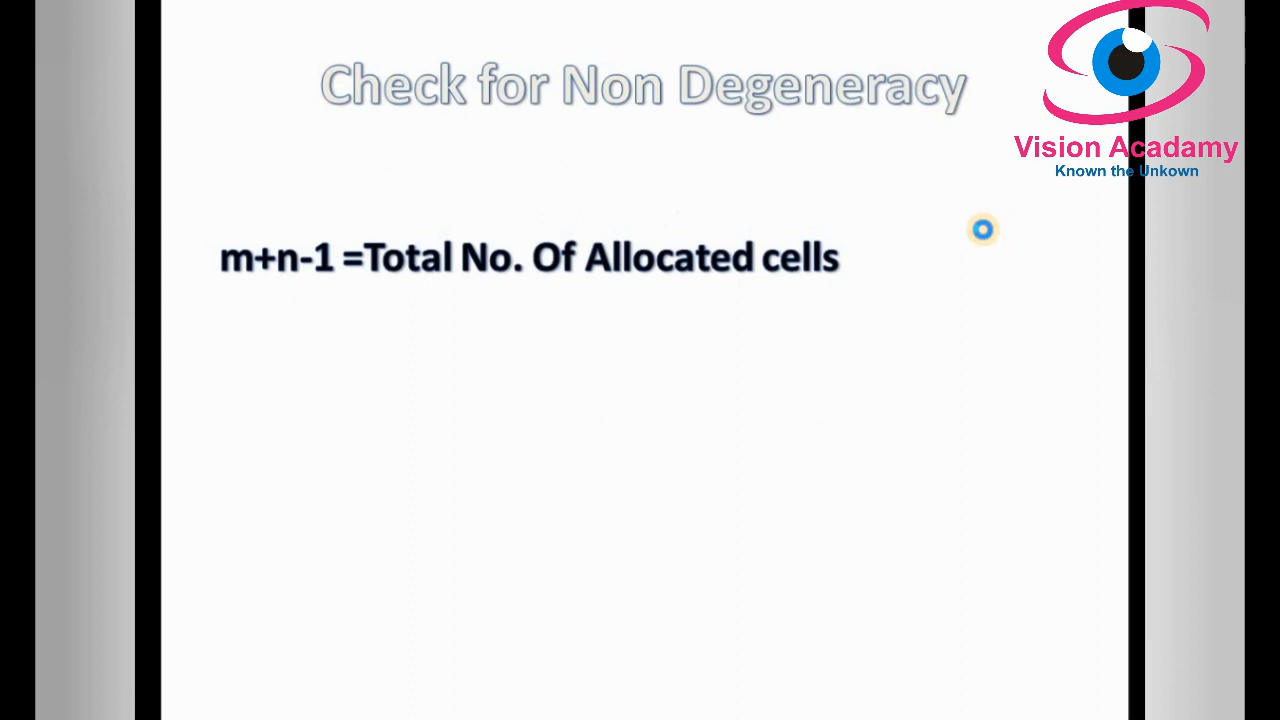 Check for Non Degeneracy
Vision Acadamy
Known the Unkown
m+n-1 =Total No. Of Allocated cells